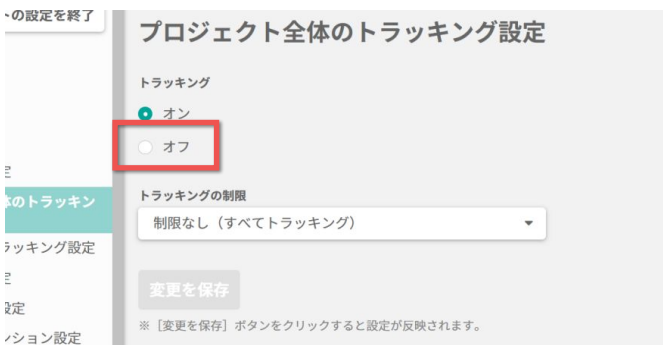 トの設定を終了
プロジェクト全体のトラッキング設定
トラッキング
オン
オフ
定
体のトラッキン
ラッキング設定
定
設定
ンション設定
トラッキングの制限
制限なし（すべてトラッキング）
変更を保存
※［変更を保存］ボタンをクリックすると設定が反映されます。